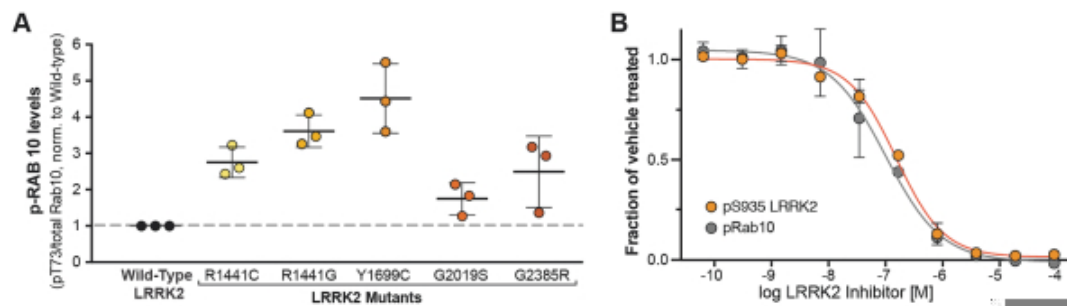 A
p-RAB 10 levels
(pT73/total Rab10, norm. to Wild-type)
6
5
4
3
2
1
0
Wild-Type
LRRK2
R1441C R1441G Y1699C G2019S G2385R
LRRK2 Mutants
B
Fraction of vehicle treated
1.0
0.5
0.0
pS935 LRRK2
pRab10
-10 -9 -8 -7 -6 -5 -4
log LRRK2 Inhibitor [M]